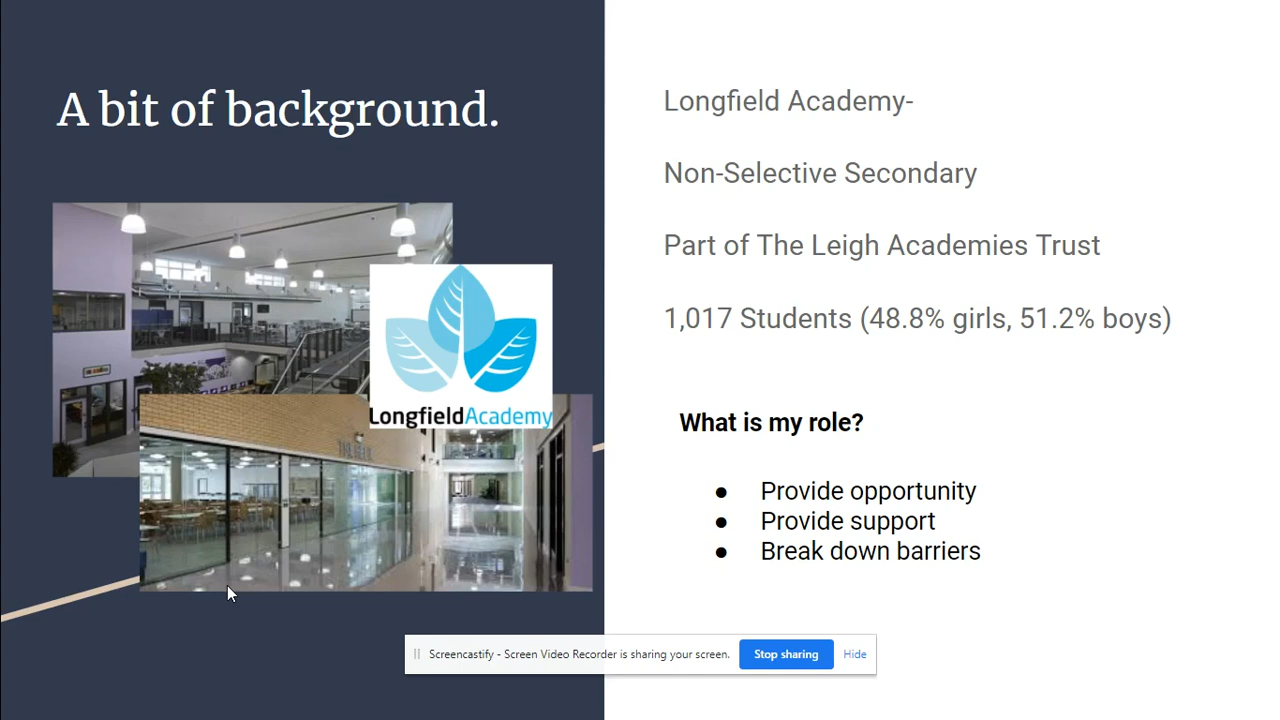 A bit of background.
LongfieldAcademy
Longfield Academy-
Non-Selective Secondary
Part of The Leigh Academies Trust
1,017 Students (48.8% girls, 51.2% boys)
What is my role?
● Provide opportunity
● Provide support
● Break down barriers
Screencastify - Screen Video Recorder is sharing your screen.
Stop sharing
Hide